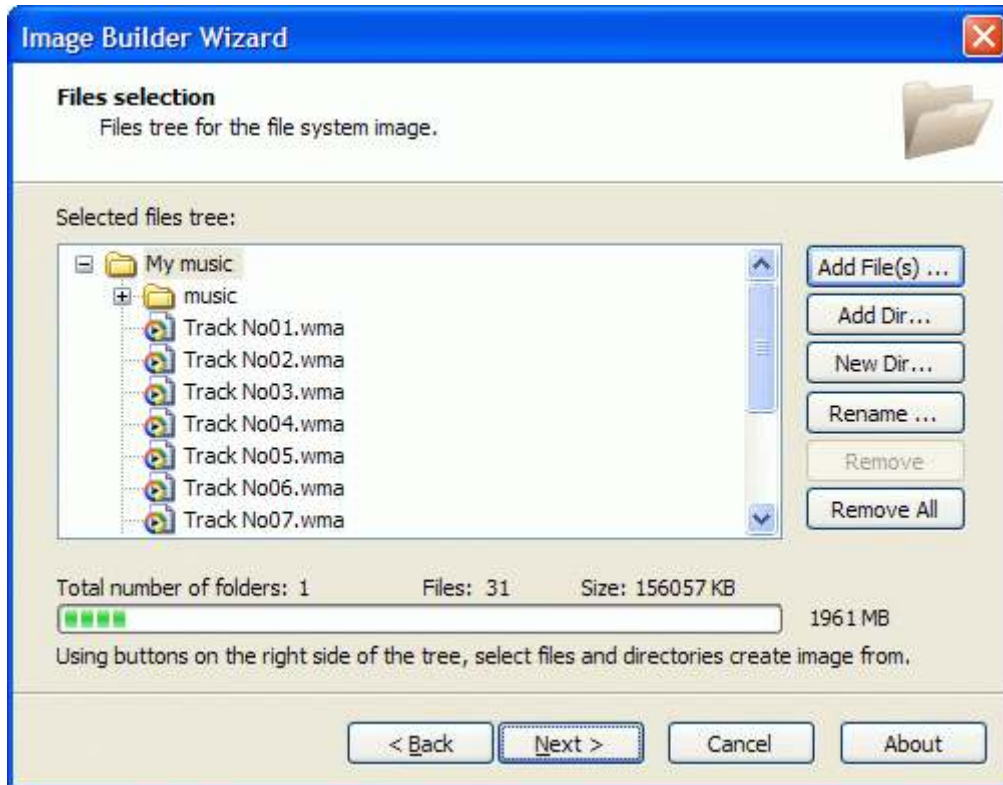 Image Builder Wizard
Files selection
Files tree for the file system image.
Selected files tree:
My music
music
Track No01.wma
Track No02.wma
Track No03.wma
Track No04.wma
Track No05.wma
Track No06.wma
Track No07.wma
Add File(s) ...
Add Dir...
New Dir...
Rename ...
Remove
Remove All
Total number of folders: 1 Files: 31 Size: 156057 KB
1961 MB
Using buttons on the right side of the tree, select files and directories create image from.
< Back Next > Cancel About